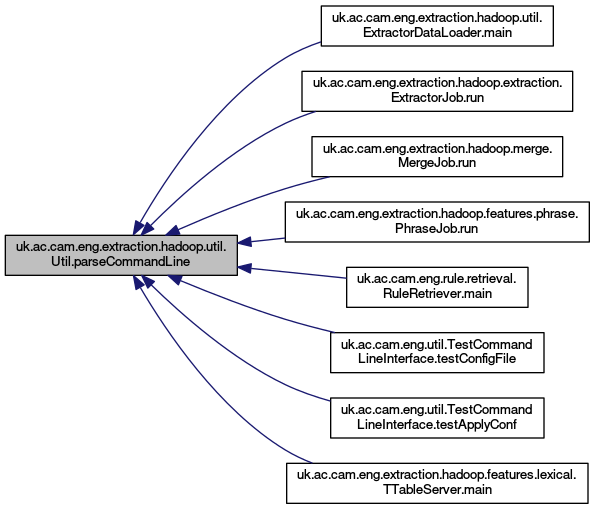 uk.ac.cam.eng.extraction.hadoop.util.
ExtractorDataLoader.main
uk.ac.cam.eng.extraction.hadoop.extraction.
ExtractorJob.run
uk.ac.cam.eng.extraction.hadoop.merge.
MergeJob.run
uk.ac.cam.eng.extraction.hadoop.features.phrase.
PhraseJob.run
uk.ac.cam.eng.extraction.hadoop.util.
Util.parseCommandLine
uk.ac.cam.eng.rule.retrieval.
RuleRetriever.main
uk.ac.cam.eng.util.TestCommand
LineInterface.testConfigFile
uk.ac.cam.eng.util.TestCommand
LineInterface.testApplyConf
uk.ac.cam.eng.extraction.hadoop.features.lexical.
TTableServer.main